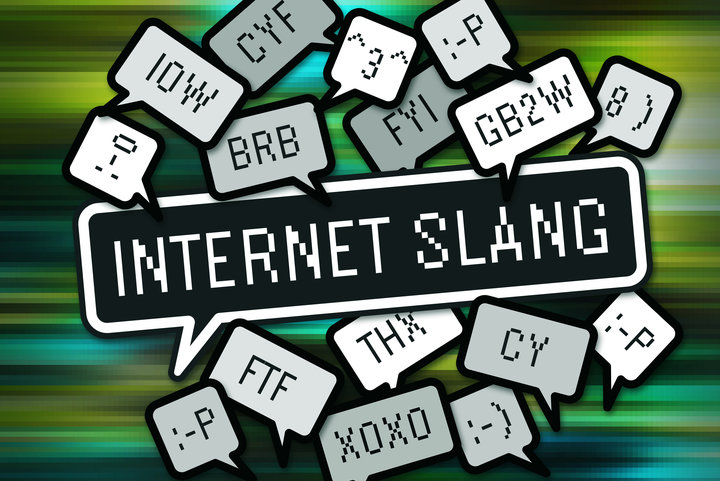 CYF
^3^
:-P
IOW
BRB
FYI
GB2W
8)
INTERNET SLANG
THX
CY
:-P
FTF
:-P
XOXO
:-)